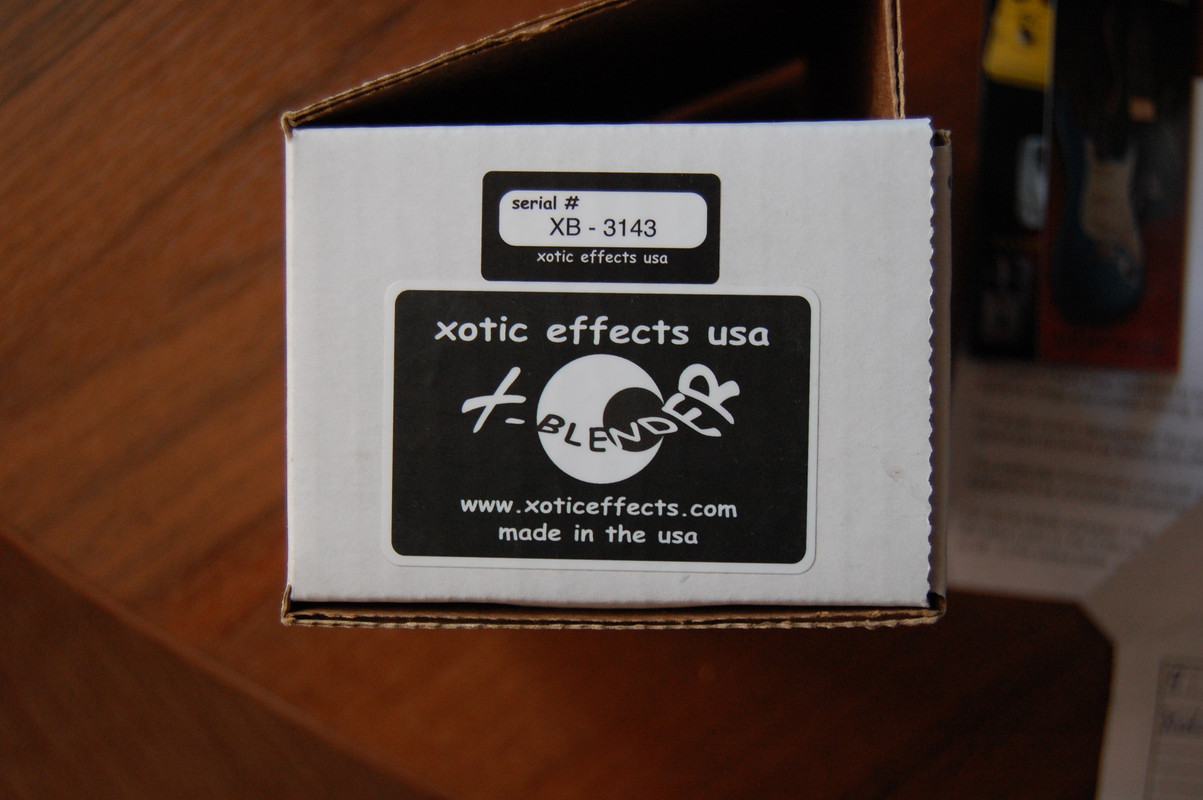 serial #
XB - 3143
xotic effects usa
xotic effects usa
X-BLENDER
www.xoticeffects.com
made in the usa